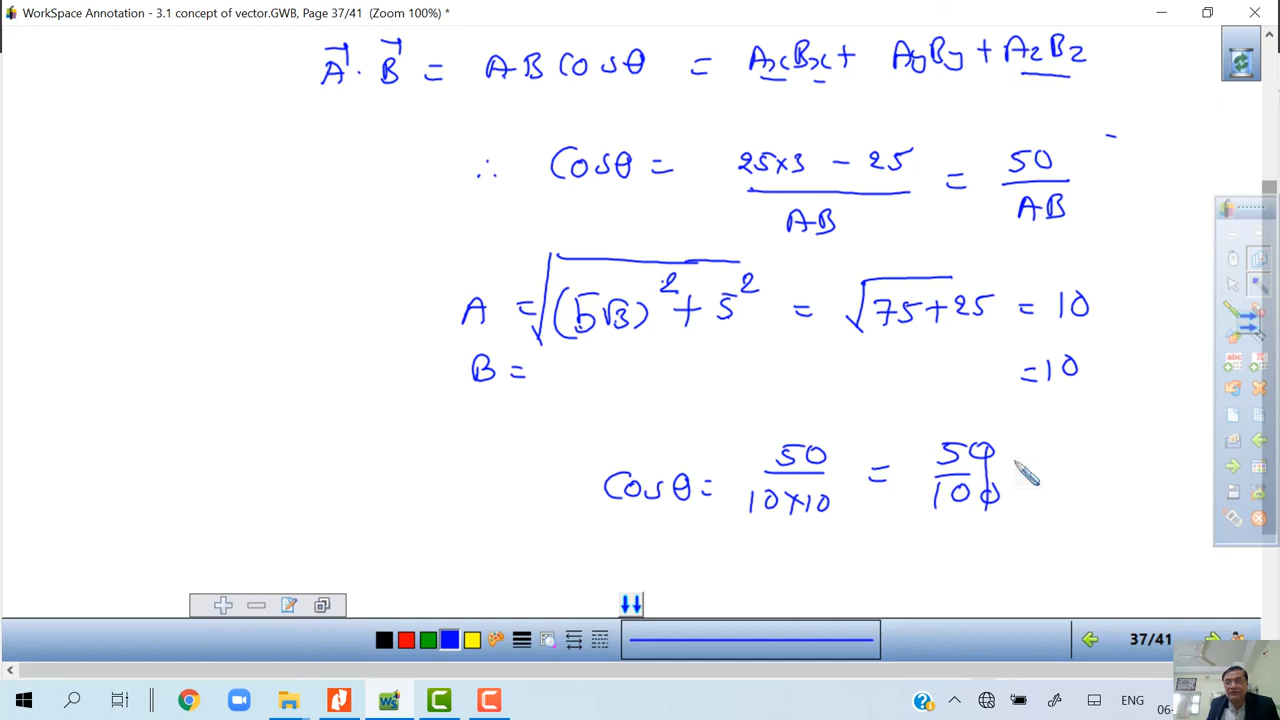 WorkSpace Annotation - 3.1 concept of vector.GWB, Page 37/41 (Zoom 100%) *
A⃗ · B⃗ = AB Cosθ = AxBx + AyBy + AzBz
∴ Cosθ = (25×3 - 25)/AB = 50/AB
A = √((5√3)² + 5²) = √(75+25) = 10
B = =10
Cosθ = 50/(10×10) = 50/100
abc
37/41
ENG
06-